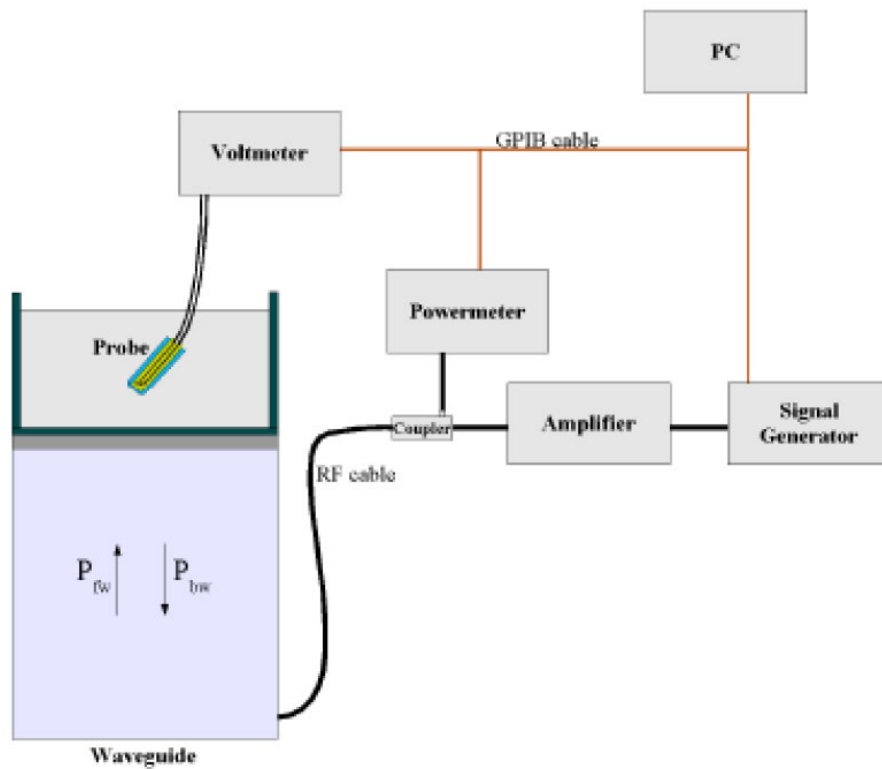 PC
Voltmeter
GPIB cable
Powermeter
Probe
Coupler
Amplifier
Signal
Generator
RF cable
P fw
P bw
Waveguide